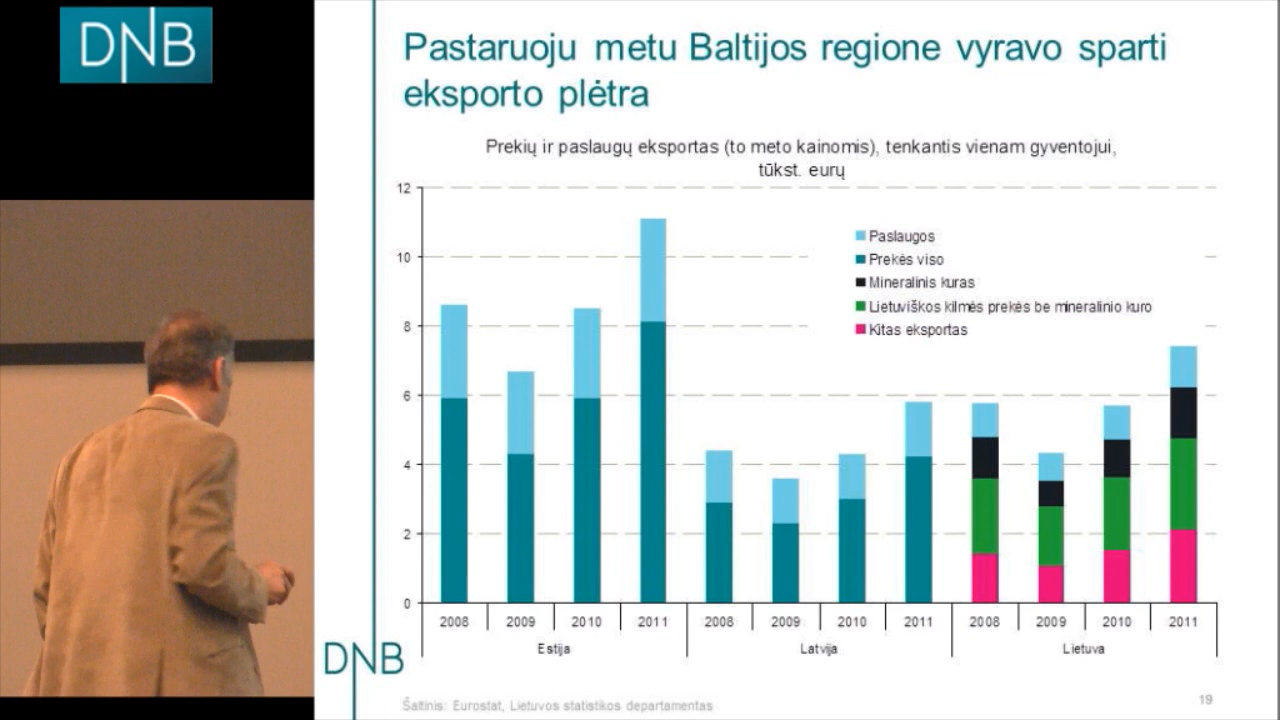 DNB
Pastaruoju metu Baltijos regione vyravo sparti
eksporto plėtra
Prekių ir paslaugų eksportas (to meto kainomis), tenkantis vienam gyventojui,
tūkst. eurų
12
10
8
6
4
2
0
Paslaugos
Prekės viso
Mineralinis kuras
Lietuviškos kilmės prekės be mineralinio kuro
Kitas eksportas
2008 2009 2010 2011 2008 2009 2010 2011 2008 2009 2010 2011
Estija Latvija Lietuva
DNB
Šaltinis: Eurostat, Lietuvos statistikos departamentas
19